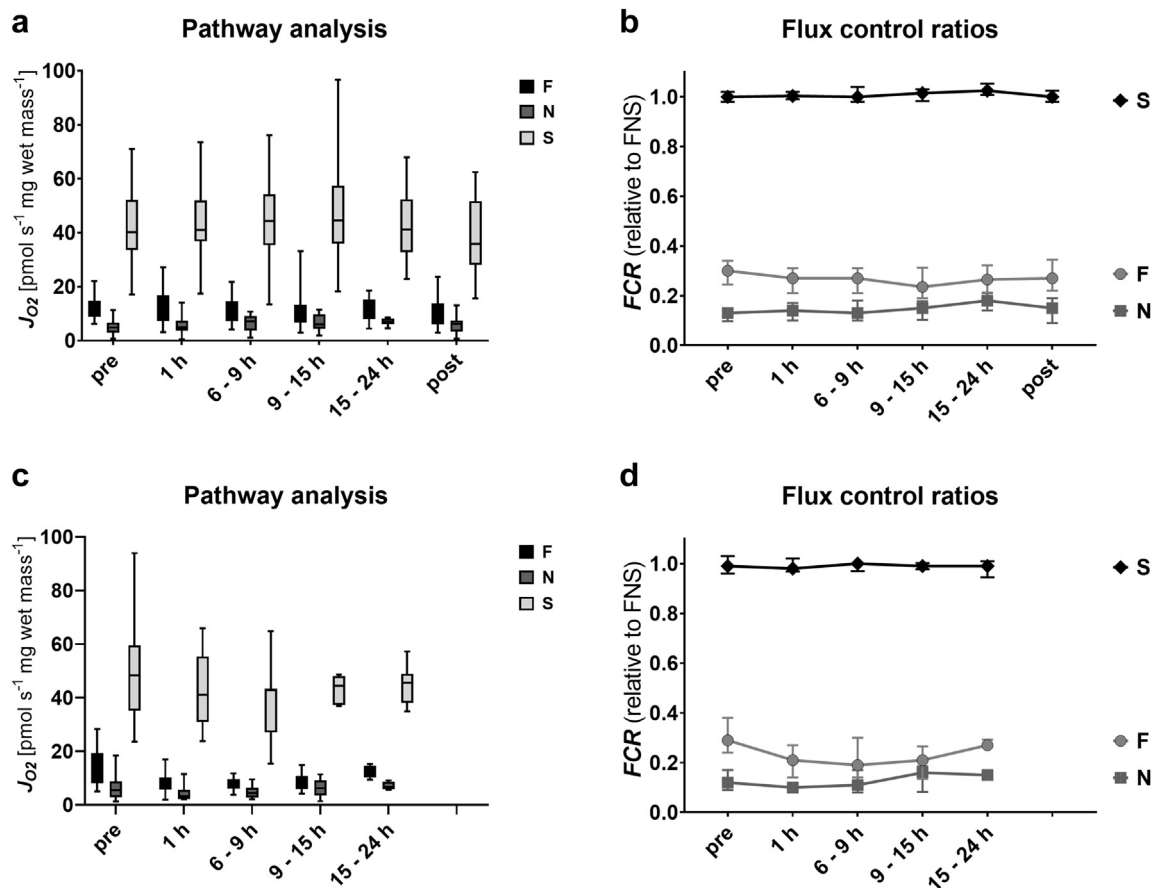 a
Pathway analysis
J_O2 [pmol s⁻¹ mg wet mass⁻¹]
100
80
60
40
20
0
pre
1 h
6 - 9 h
9 - 15 h
15 - 24 h
post
F
N
S
b
Flux control ratios
FCR (relative to FNS)
1.0
0.8
0.6
0.4
0.2
0.0
pre
1 h
6 - 9 h
9 - 15 h
15 - 24 h
post
S
F
N
c
Pathway analysis
J_O2 [pmol s⁻¹ mg wet mass⁻¹]
100
80
60
40
20
0
pre
1 h
6 - 9 h
9 - 15 h
15 - 24 h
F
N
S
d
Flux control ratios
FCR (relative to FNS)
1.0
0.8
0.6
0.4
0.2
0.0
pre
1 h
6 - 9 h
9 - 15 h
15 - 24 h
S
F
N